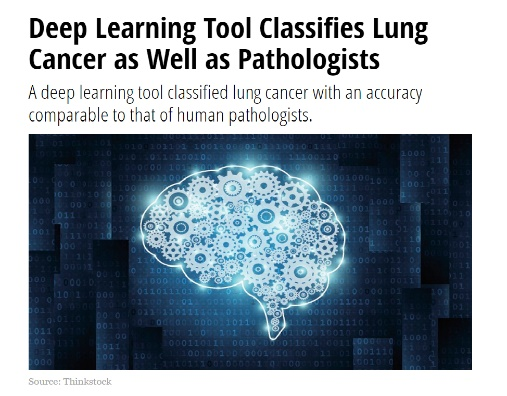 Deep Learning Tool Classifies Lung
Cancer as Well as Pathologists
A deep learning tool classified lung cancer with an accuracy
comparable to that of human pathologists.
Source: Thinkstock